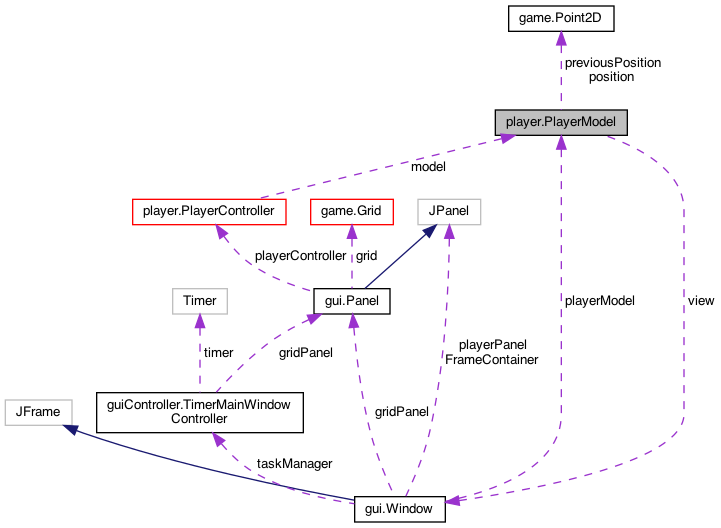 game.Point2D
previousPosition
position
player.PlayerModel
model
player.PlayerController
game.Grid
JPanel
playerController
grid
Timer
gui.Panel
playerModel
view
timer
gridPanel
playerPanel
FrameContainer
guiController.TimerMainWindow
Controller
JFrame
gridPanel
taskManager
gui.Window